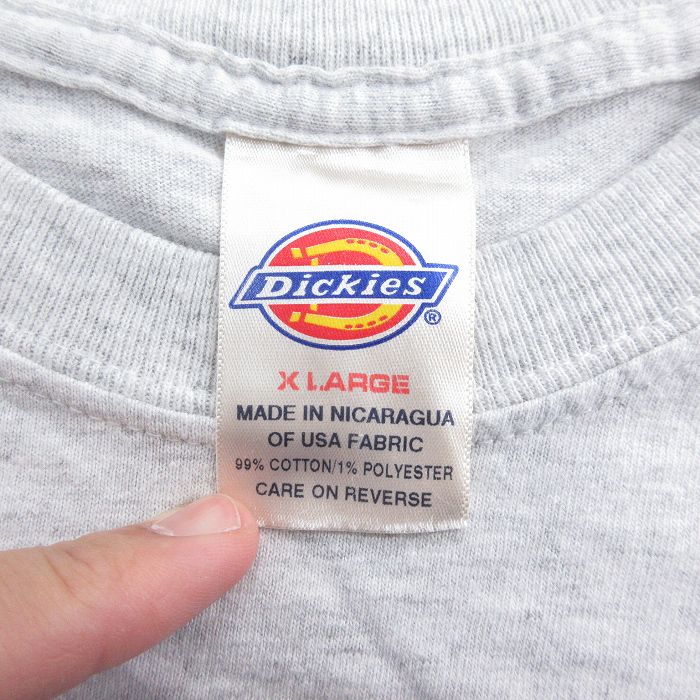 Dickies®
X LARGE
MADE IN NICARAGUA
OF USA FABRIC
99% COTTON/1% POLYESTER
CARE ON REVERSE